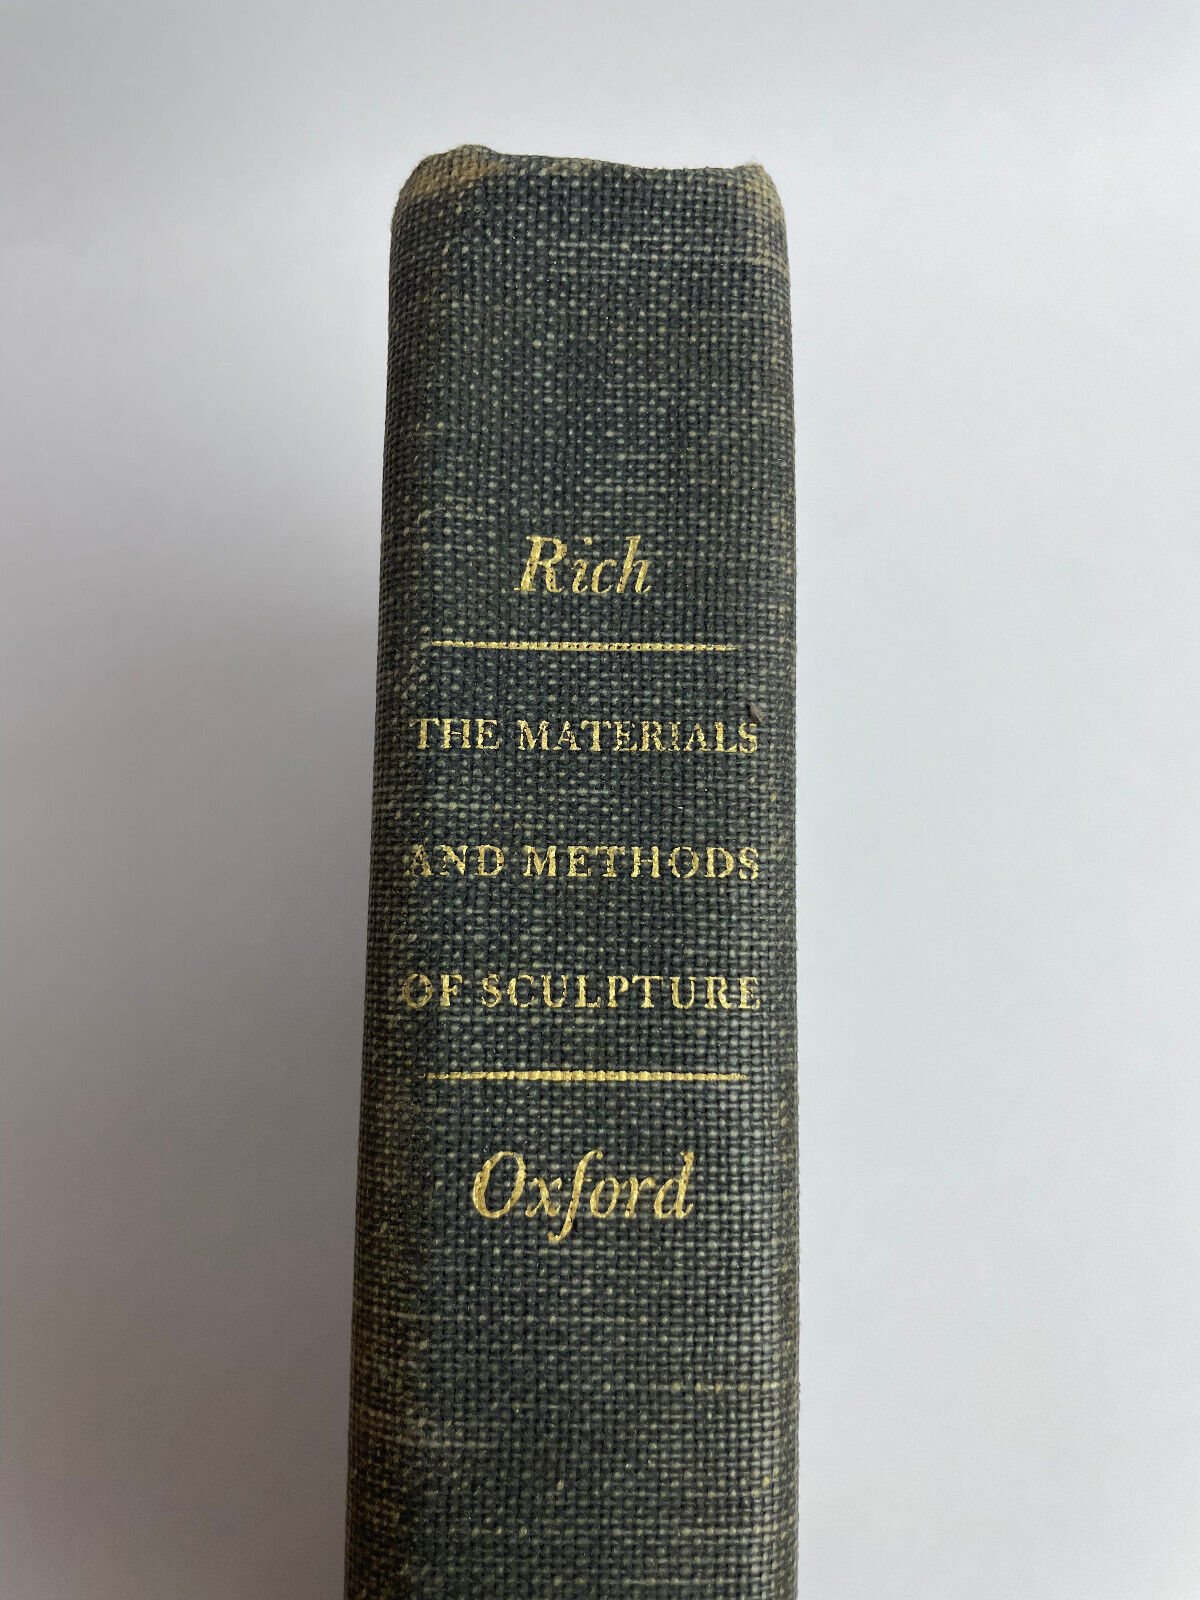 Rich
THE MATERIALS
AND METHODS
OF SCULPTURE
Oxford